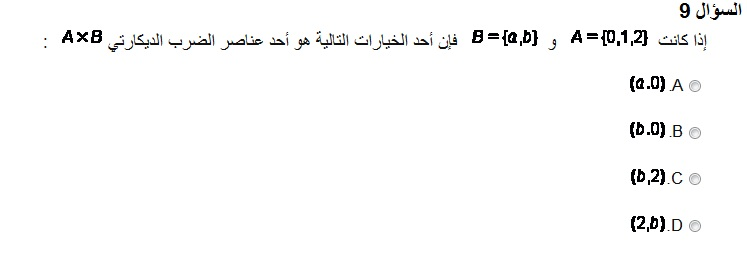 السؤال 9
إذا كانت A={0,1,2} و B={a,b} فإن أحد الخيارات التالية هو أحد عناصر الضرب الديكارتي A×B :
(a.0) .A
(b.0) .B
(b,2) .C
(2,b) .D